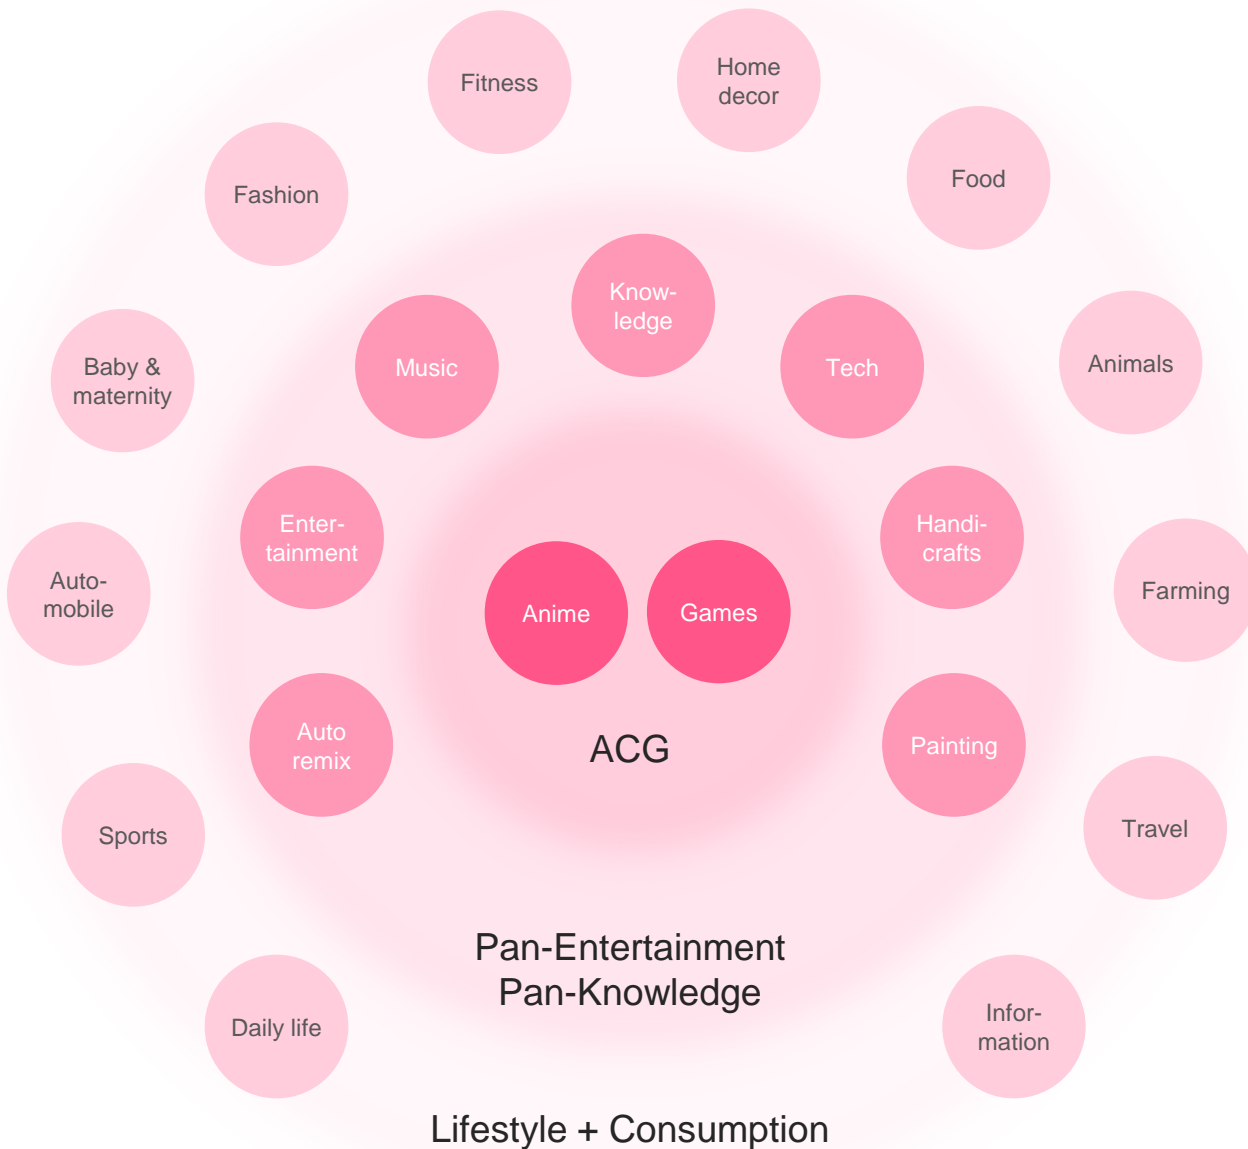 Fitness
Home
decor
Fashion
Food
Know-
ledge
Music
Tech
Baby &
maternity
Animals
Enter-
tainment
Handi-
crafts
Auto-
mobile
Anime
Games
Farming
Auto
remix
ACG
Painting
Sports
Travel
Pan-Entertainment
Pan-Knowledge
Daily life
Infor-
mation
Lifestyle + Consumption